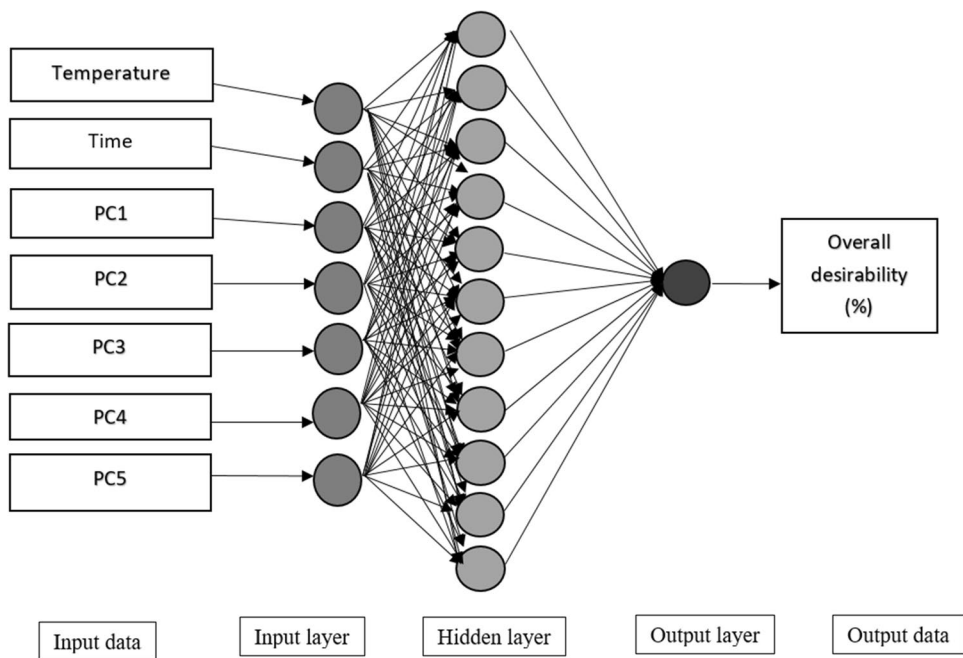 Temperature
Time
PC1
PC2
PC3
PC4
PC5
Overall
desirability
(%)
Input data
Input layer
Hidden layer
Output layer
Output data